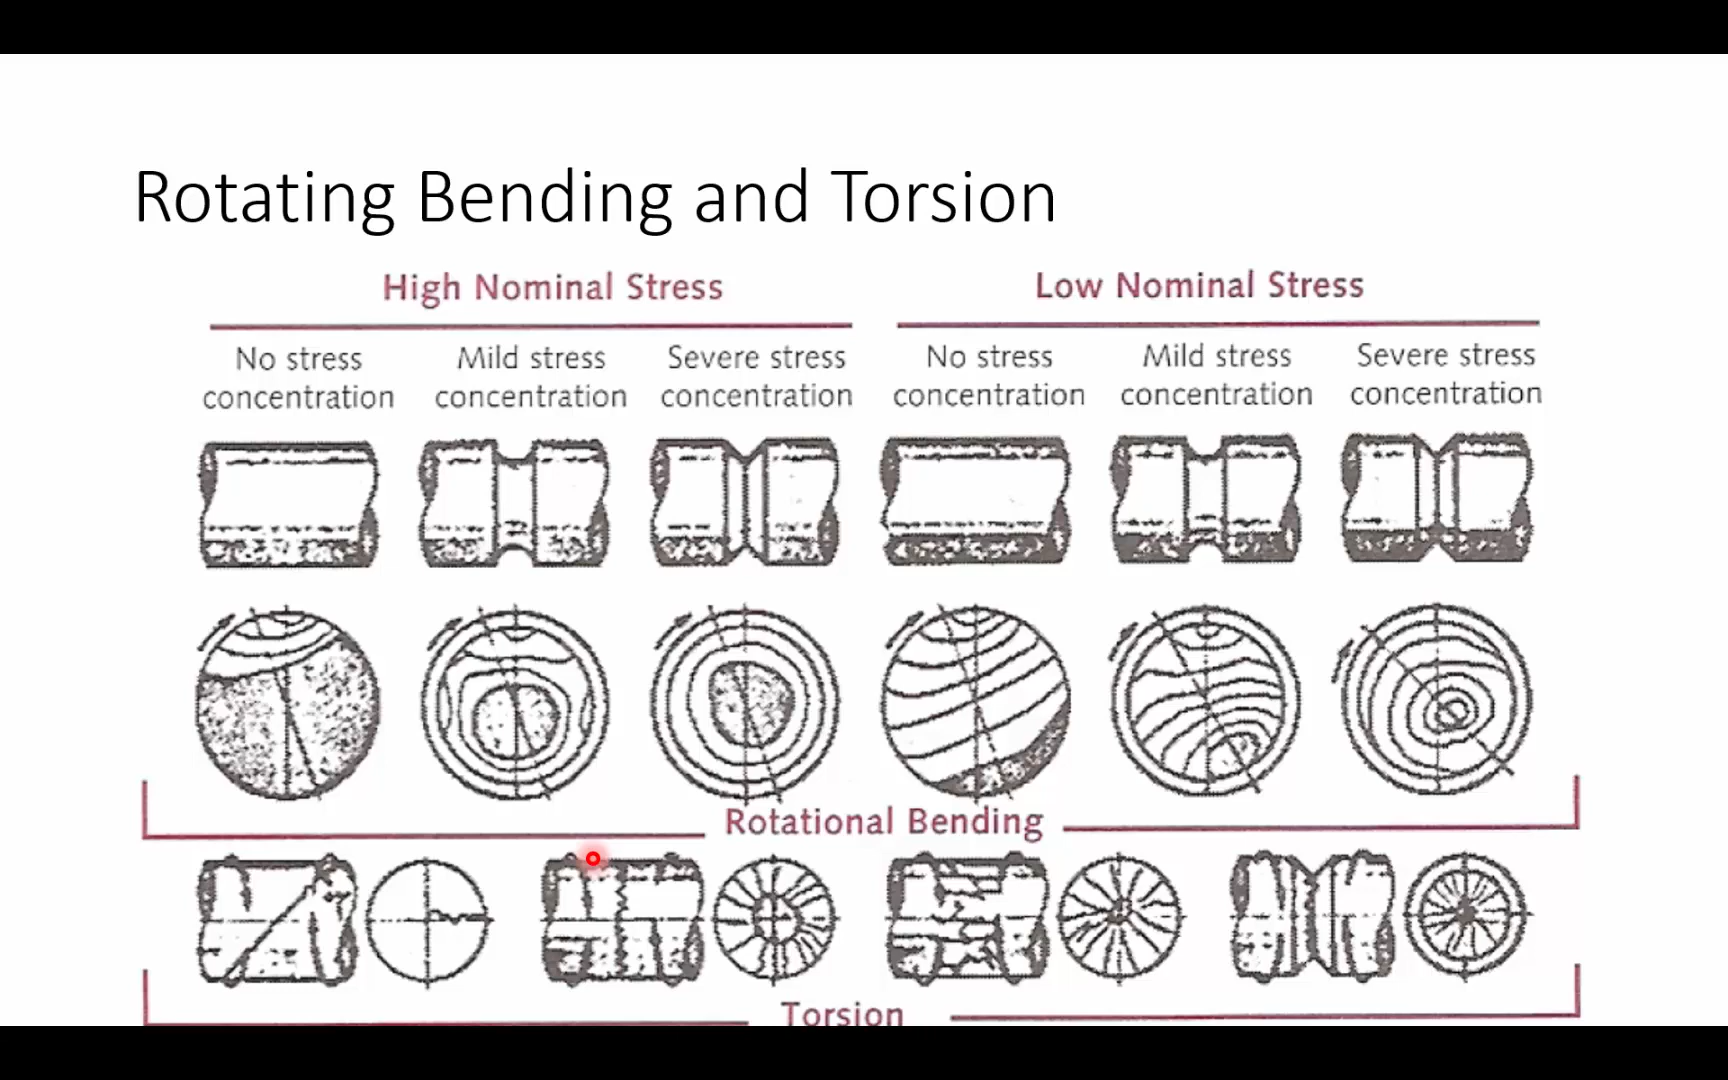 Rotating Bending and Torsion
High Nominal Stress
Low Nominal Stress
No stress
concentration
Mild stress
concentration
Severe stress
concentration
No stress
concentration
Mild stress
concentration
Severe stress
concentration
Rotational Bending
Torsion